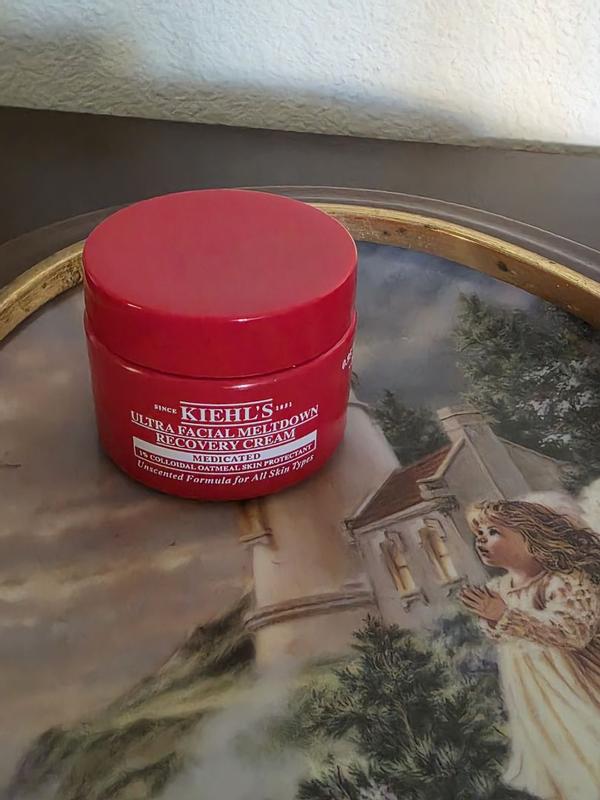 SINCE KIEHL'S 1851
ULTRA FACIAL MELTDOWN
RECOVERY CREAM
MEDICATED
1% COLLOIDAL OATMEAL SKIN PROTECTANT
Unscented Formula for All Skin Types